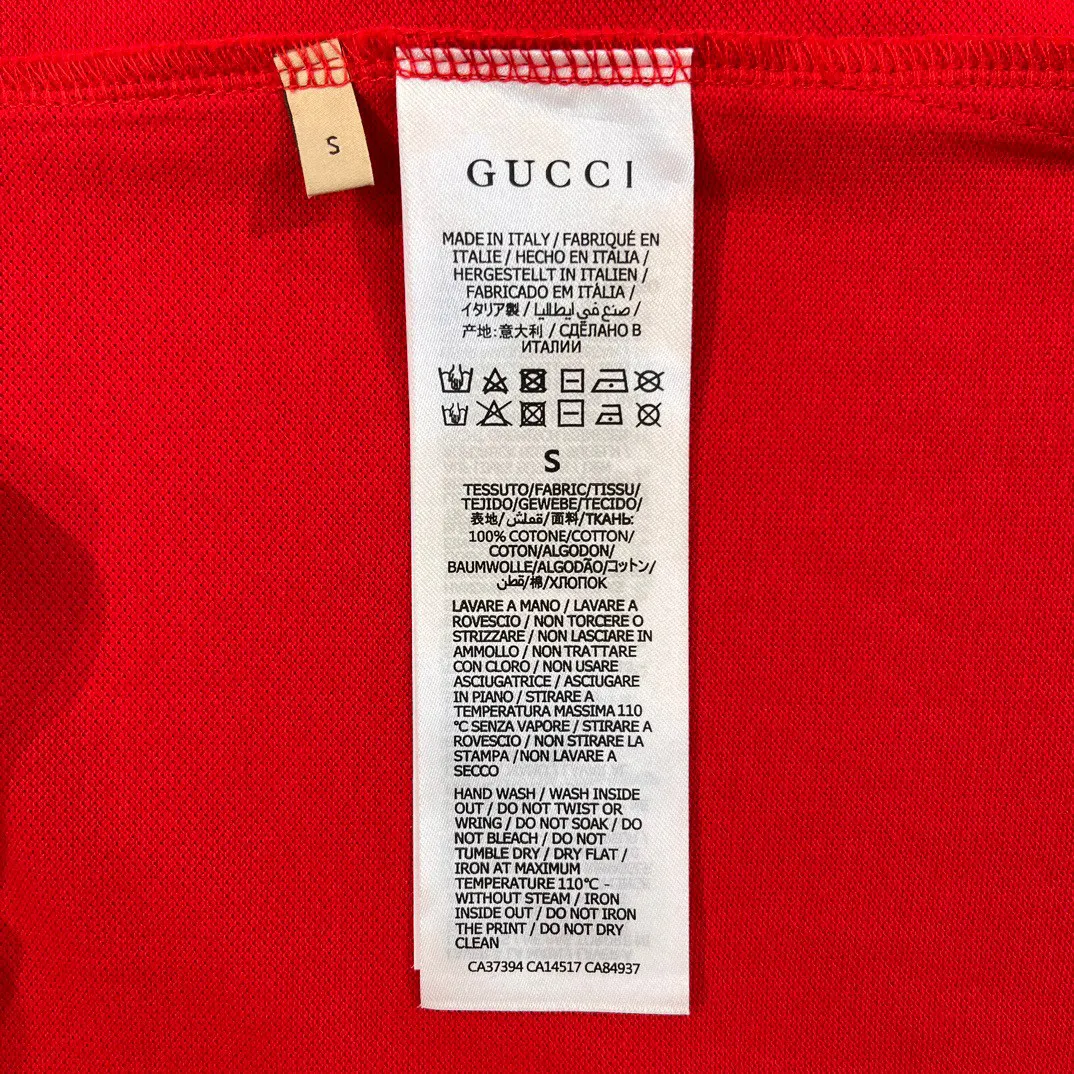 S
GUCCI
MADE IN ITALY / FABRIQUÉ EN
ITALIE / HECHO EN ITALIA /
HERGESTELLT IN ITALIEN /
FABRICADO EM ITÁLIA /
イタリア製 / صنع في ايطاليا /
产地: 意大利 / СДЕЛАНО В
ИТАЛИИ
S
TESSUTO/FABRIC/TISSU/
TEJIDO/GEWEBE/TECIDO/
表地/قماش/面料/ТКАНЬ:
100% COTONE/COTTON/
COTON/ALGODON/
BAUMWOLLE/ALGODÃO/コットン/
قطن/棉/ХЛОПОК
LAVARE A MANO / LAVARE A
ROVESCIO / NON TORCERE O
STRIZZARE / NON LASCIARE IN
AMMOLLO / NON TRATTARE
CON CLORO / NON USARE
ASCIUGATRICE / ASCIUGARE
IN PIANO / STIRARE A
TEMPERATURA MASSIMA 110
°C SENZA VAPORE / STIRARE A
ROVESCIO / NON STIRARE LA
STAMPA / NON LAVARE A
SECCO
HAND WASH / WASH INSIDE
OUT / DO NOT TWIST OR
WRING / DO NOT SOAK / DO
NOT BLEACH / DO NOT
TUMBLE DRY / DRY FLAT /
IRON AT MAXIMUM
TEMPERATURE 110°C -
WITHOUT STEAM / IRON
INSIDE OUT / DO NOT IRON
THE PRINT / DO NOT DRY
CLEAN
CA37394 CA14517 CA84937